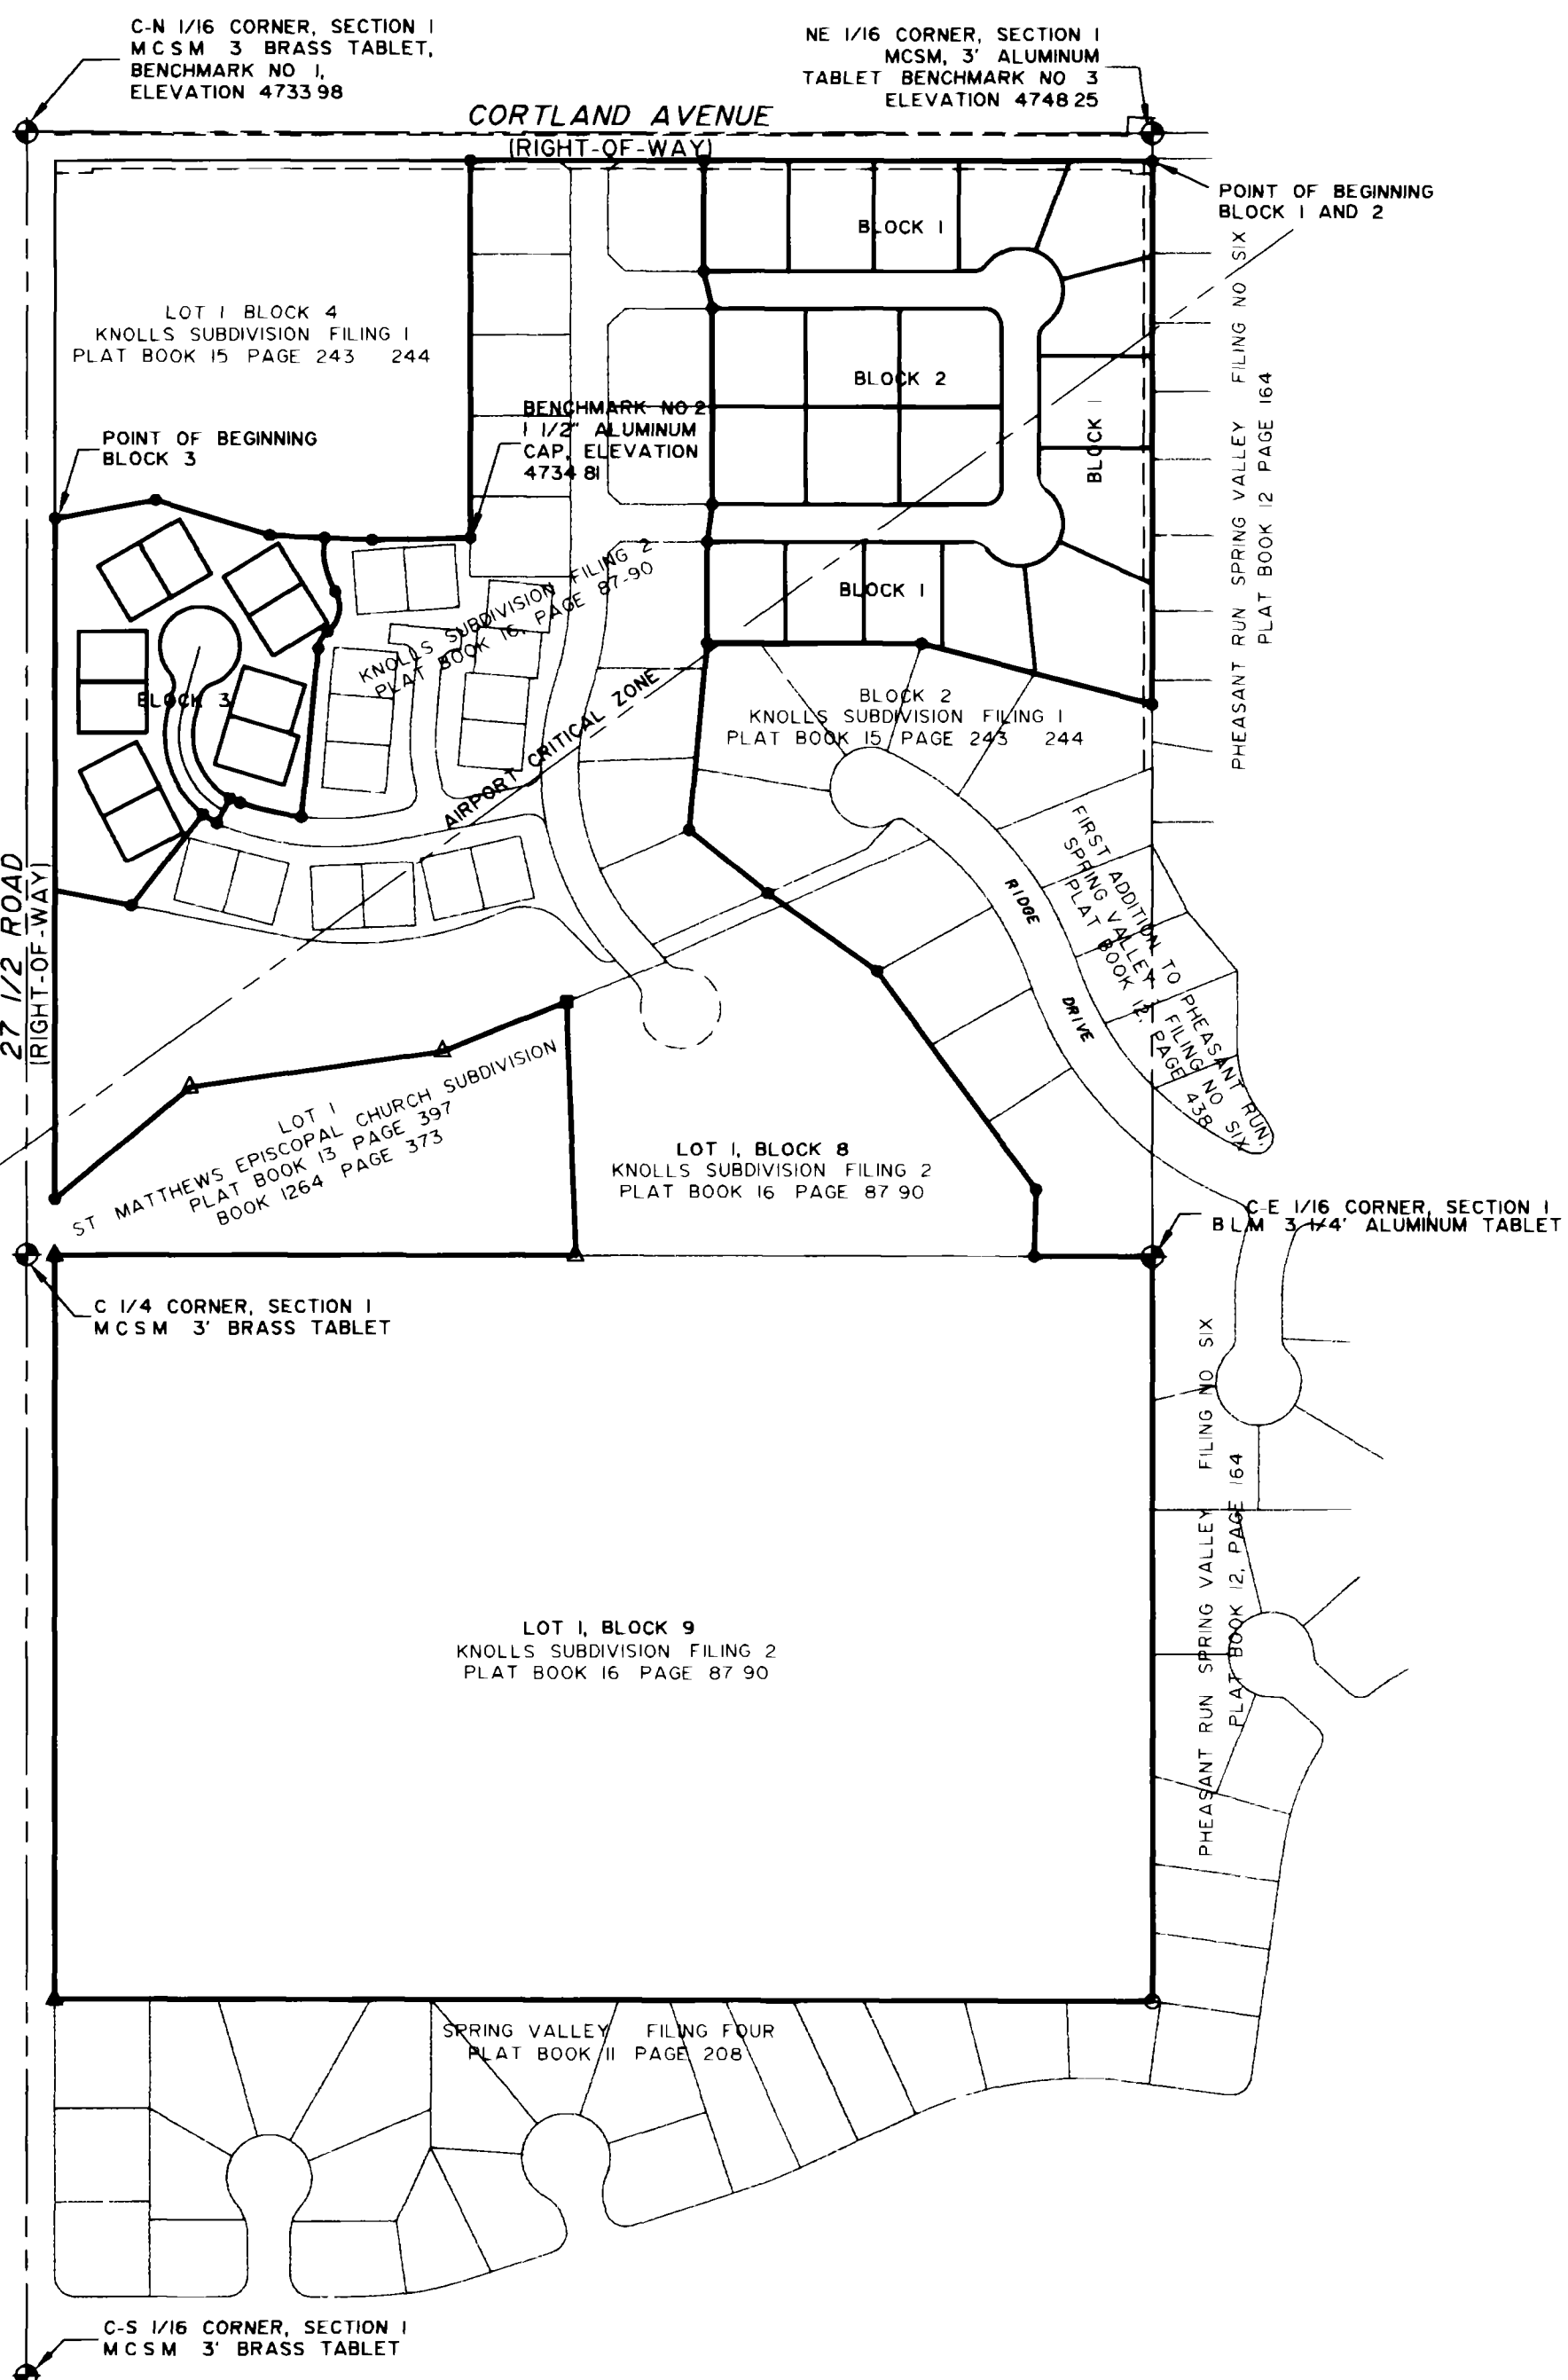 C-N 1/16 CORNER, SECTION 1
MCSM 3 BRASS TABLET,
BENCHMARK NO 1,
ELEVATION 4733 98
NE 1/16 CORNER, SECTION 1
MCSM, 3' ALUMINUM
TABLET BENCHMARK NO 3
ELEVATION 4748 25
CORTLAND AVENUE
(RIGHT-OF-WAY)
POINT OF BEGINNING
BLOCK 1 AND 2
BLOCK 1
LOT 1 BLOCK 4
KNOLLS SUBDIVISION FILING 1
PLAT BOOK 15 PAGE 243 244
BLOCK 2
BENCHMARK NO 2
1 1/2" ALUMINUM
CAP, ELEVATION
4734 81
POINT OF BEGINNING
BLOCK 3
BLOCK 1
PHEASANT RUN SPRING VALLEY FILING NO SIX
PLAT BOOK 12 PAGE 164
BLOCK 1
KNOLLS SUBDIVISION FILING 2
PLAT BOOK 16, PAGE 87-90
BLOCK 3
AIRPORT CRITICAL ZONE
BLOCK 2
KNOLLS SUBDIVISION FILING 1
PLAT BOOK 15 PAGE 243 244
27 1/2 ROAD
(RIGHT-OF-WAY)
RIDGE
DRIVE
FIRST ADDITION TO PHEASANT RUN,
SPRING VALLEY FILING NO SIX
PLAT BOOK 12, PAGE 438
LOT 1
ST MATTHEWS EPISCOPAL CHURCH SUBDIVISION
PLAT BOOK 13 PAGE 397
BOOK 1264 PAGE 373
LOT 1, BLOCK 8
KNOLLS SUBDIVISION FILING 2
PLAT BOOK 16 PAGE 87 90
C-E 1/16 CORNER, SECTION 1
BLM 3 1/4' ALUMINUM TABLET
C 1/4 CORNER, SECTION 1
MCSM 3' BRASS TABLET
PHEASANT RUN SPRING VALLEY FILING NO SIX
PLAT BOOK 12, PAGE 164
LOT 1, BLOCK 9
KNOLLS SUBDIVISION FILING 2
PLAT BOOK 16 PAGE 87 90
SPRING VALLEY FILING FOUR
PLAT BOOK 11 PAGE 208
C-S 1/16 CORNER, SECTION 1
MCSM 3' BRASS TABLET